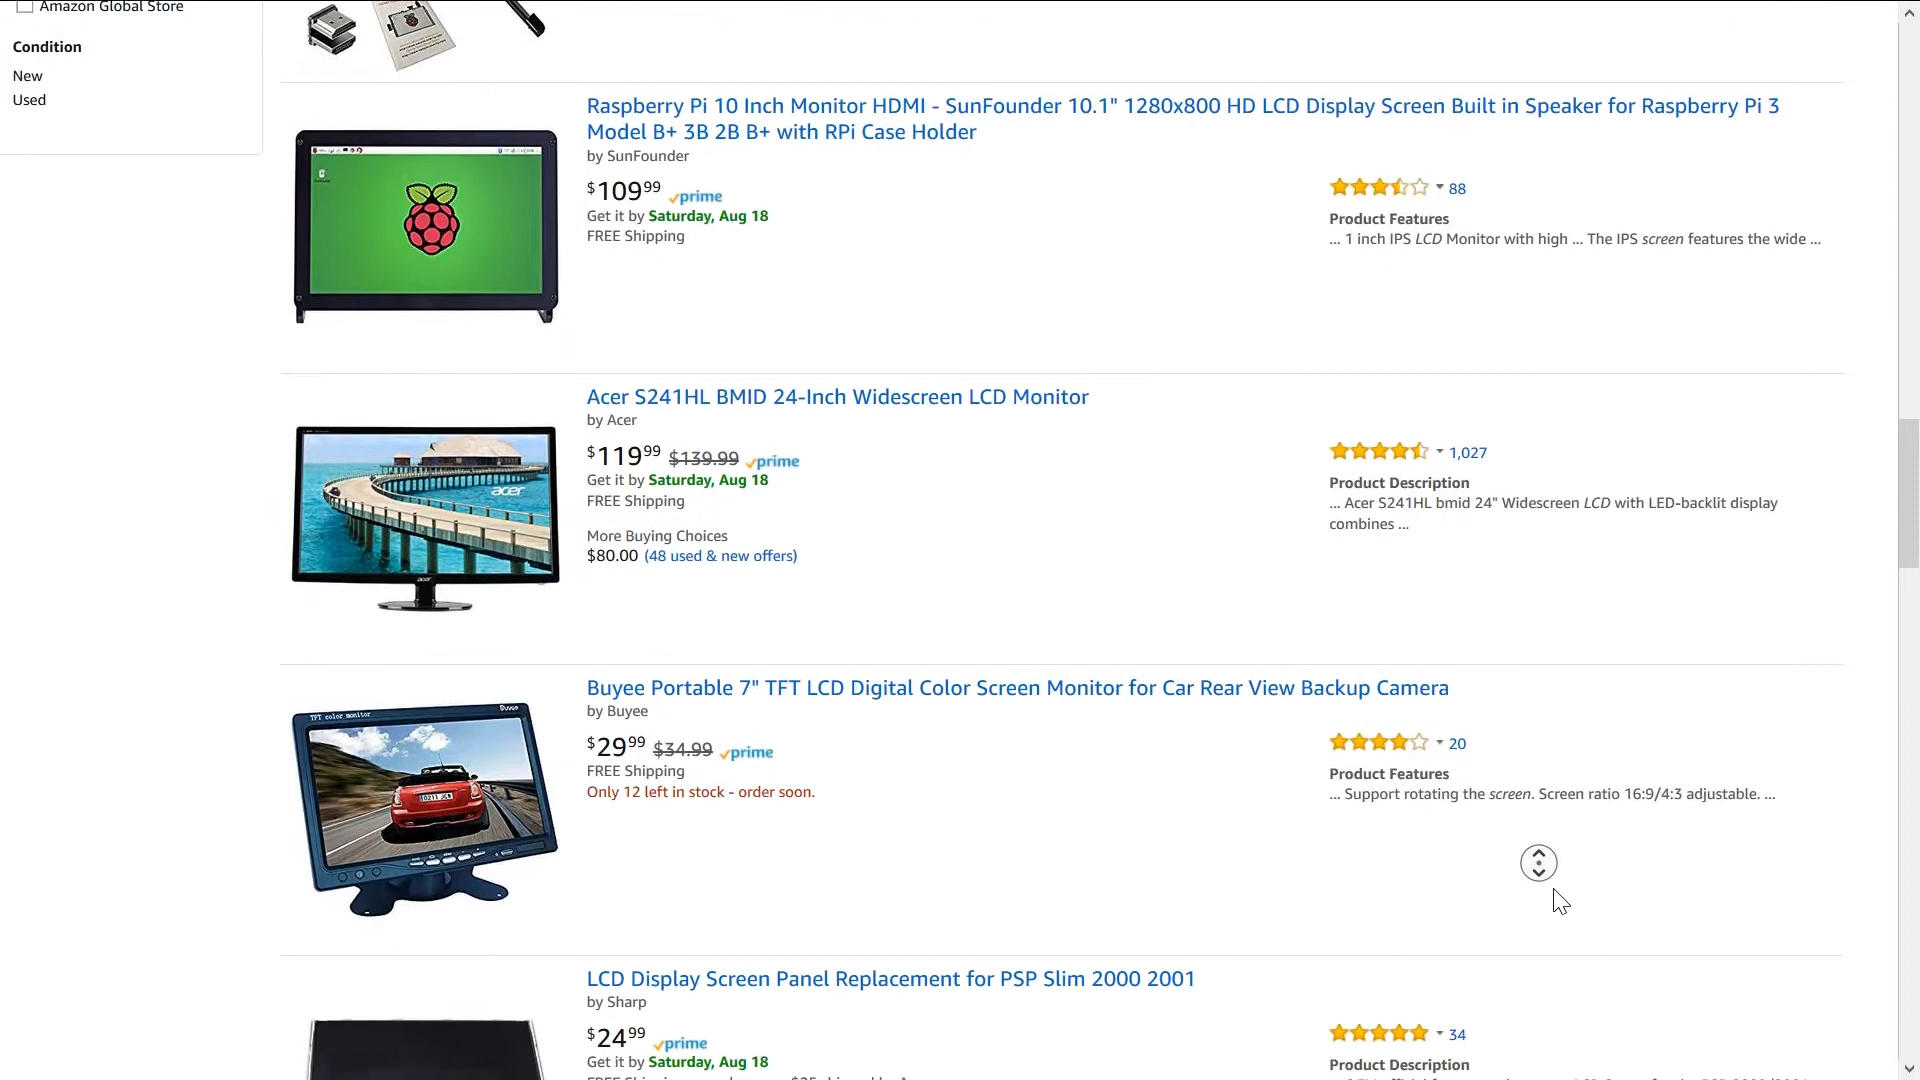 Amazon Global Store
Condition
New
Used
Raspberry Pi 10 Inch Monitor HDMI - SunFounder 10.1" 1280x800 HD LCD Display Screen Built in Speaker for Raspberry Pi 3
Model B+ 3B 2B B+ with RPi Case Holder
by SunFounder
$109.99 prime
Get it by Saturday, Aug 18
FREE Shipping
88
Product Features
... 1 inch IPS LCD Monitor with high ... The IPS screen features the wide ...
Acer S241HL BMID 24-Inch Widescreen LCD Monitor
by Acer
$119.99 $139.99 prime
Get it by Saturday, Aug 18
FREE Shipping
More Buying Choices
$80.00 (48 used & new offers)
1,027
Product Description
... Acer S241HL bmid 24" Widescreen LCD with LED-backlit display
combines ...
acer
acer
Buyee Portable 7" TFT LCD Digital Color Screen Monitor for Car Rear View Backup Camera
by Buyee
$29.99 $34.99 prime
FREE Shipping
Only 12 left in stock - order soon.
20
Product Features
... Support rotating the screen. Screen ratio 16:9/4:3 adjustable. ...
TFT color monitor
Buyee
LCD Display Screen Panel Replacement for PSP Slim 2000 2001
by Sharp
$24.99 prime
Get it by Saturday, Aug 18
34
Product Description